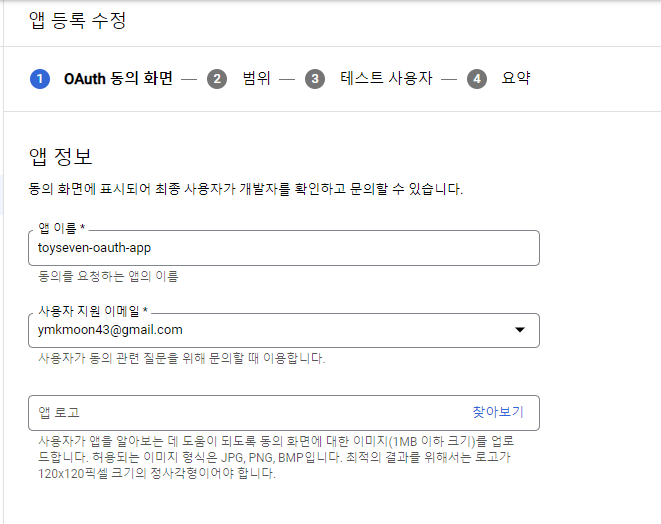 앱 등록 수정
1 OAuth 동의 화면 — 2 범위 — 3 테스트 사용자 — 4 요약
앱 정보
동의 화면에 표시되어 최종 사용자가 개발자를 확인하고 문의할 수 있습니다.
앱 이름 *
toyseven-oauth-app
동의를 요청하는 앱의 이름
사용자 지원 이메일 *
ymkmoon43@gmail.com
사용자가 동의 관련 질문을 위해 문의할 때 이용합니다.
앱 로고 찾아보기
사용자가 앱을 알아보는 데 도움이 되도록 동의 화면에 대한 이미지(1MB 이하 크기)를 업로
드합니다. 허용되는 이미지 형식은 JPG, PNG, BMP입니다. 최적의 결과를 위해서는 로고가
120x120픽셀 크기의 정사각형이어야 합니다.